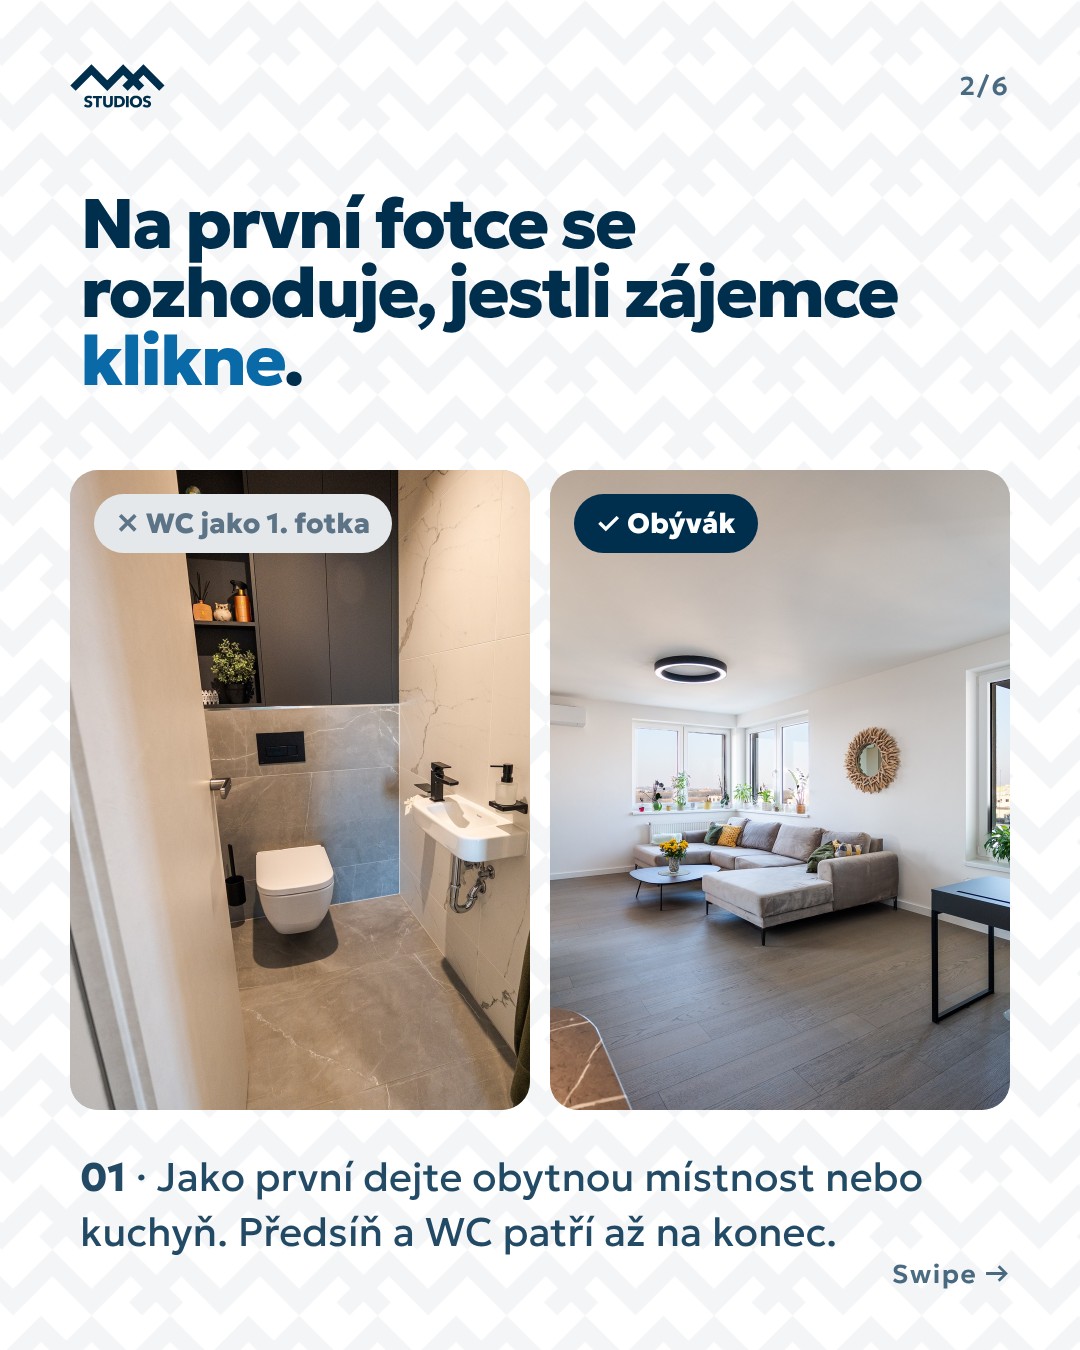 STUDIOS
2/6
Na první fotce se
rozhoduje, jestli zájemce
klikne.
✕ WC jako 1. fotka
✓ Obývák
01 · Jako první dejte obytnou místnost nebo
kuchyň. Předsíň a WC patří až na konec.
Swipe →